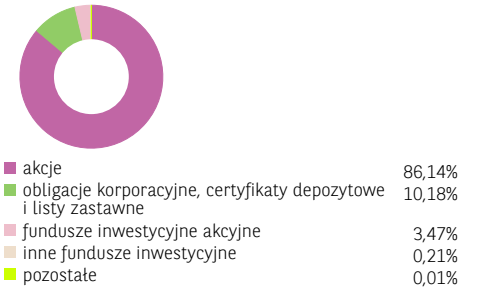 akcje 86,14%
obligacje korporacyjne, certyfikaty depozytowe 10,18%
i listy zastawne
fundusze inwestycyjne akcyjne 3,47%
inne fundusze inwestycyjne 0,21%
pozostałe 0,01%